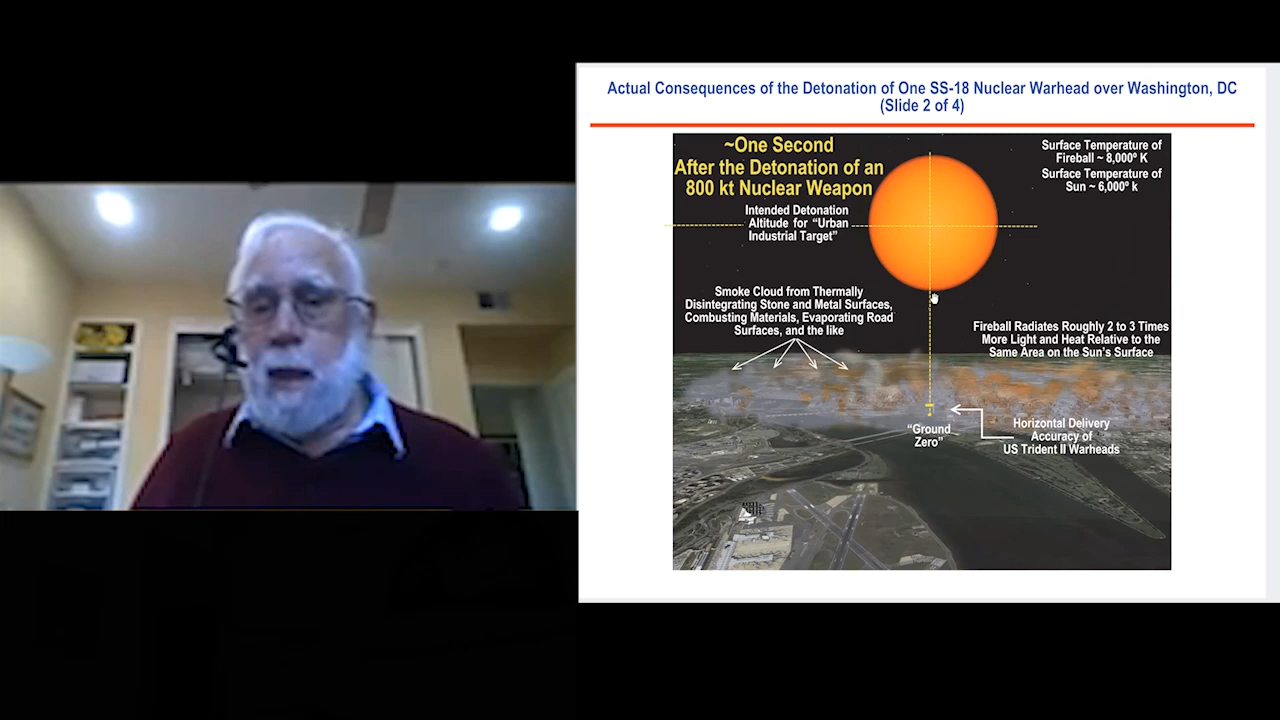 Actual Consequences of the Detonation of One SS-18 Nuclear Warhead over Washington, DC
(Slide 2 of 4)
~One Second
After the Detonation of an
800 kt Nuclear Weapon
Surface Temperature of
Fireball ~ 8,000º K
Surface Temperature of
Sun ~ 6,000º k
Intended Detonation
Altitude for “Urban
Industrial Target”
Smoke Cloud from Thermally
Disintegrating Stone and Metal Surfaces,
Combusting Materials, Evaporating Road
Surfaces, and the like
Fireball Radiates Roughly 2 to 3 Times
More Light and Heat Relative to the
Same Area on the Sun's Surface
“Ground
Zero”
Horizontal Delivery
Accuracy of
US Trident II Warheads